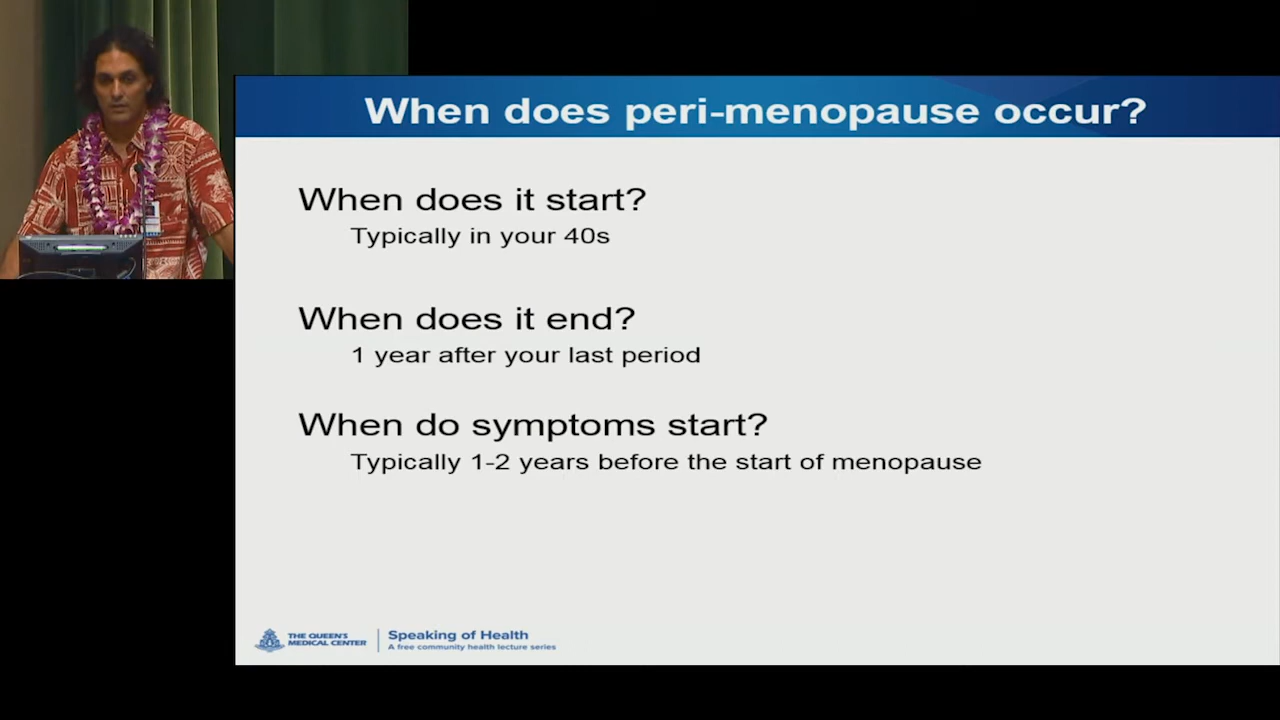 When does peri-menopause occur?
When does it start?
Typically in your 40s
When does it end?
1 year after your last period
When do symptoms start?
Typically 1-2 years before the start of menopause
THE QUEEN'S
MEDICAL CENTER
Speaking of Health
A free community health lecture series